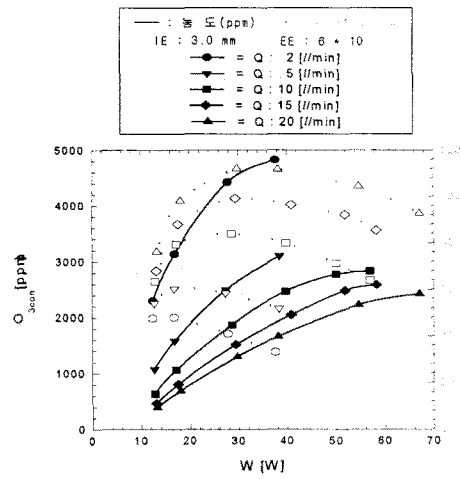 : 농 도(ppm)
IE : 3.0 mm EE : 6 * 10
= Q : 2 [l/min]
= Q : 5 [l/min]
= Q : 10 [l/min]
= Q : 15 [l/min]
= Q : 20 [l/min]
5000
4000
3000
2000
1000
0
O3con [ppm]
0 10 20 30 40 50 60 70
W [W]